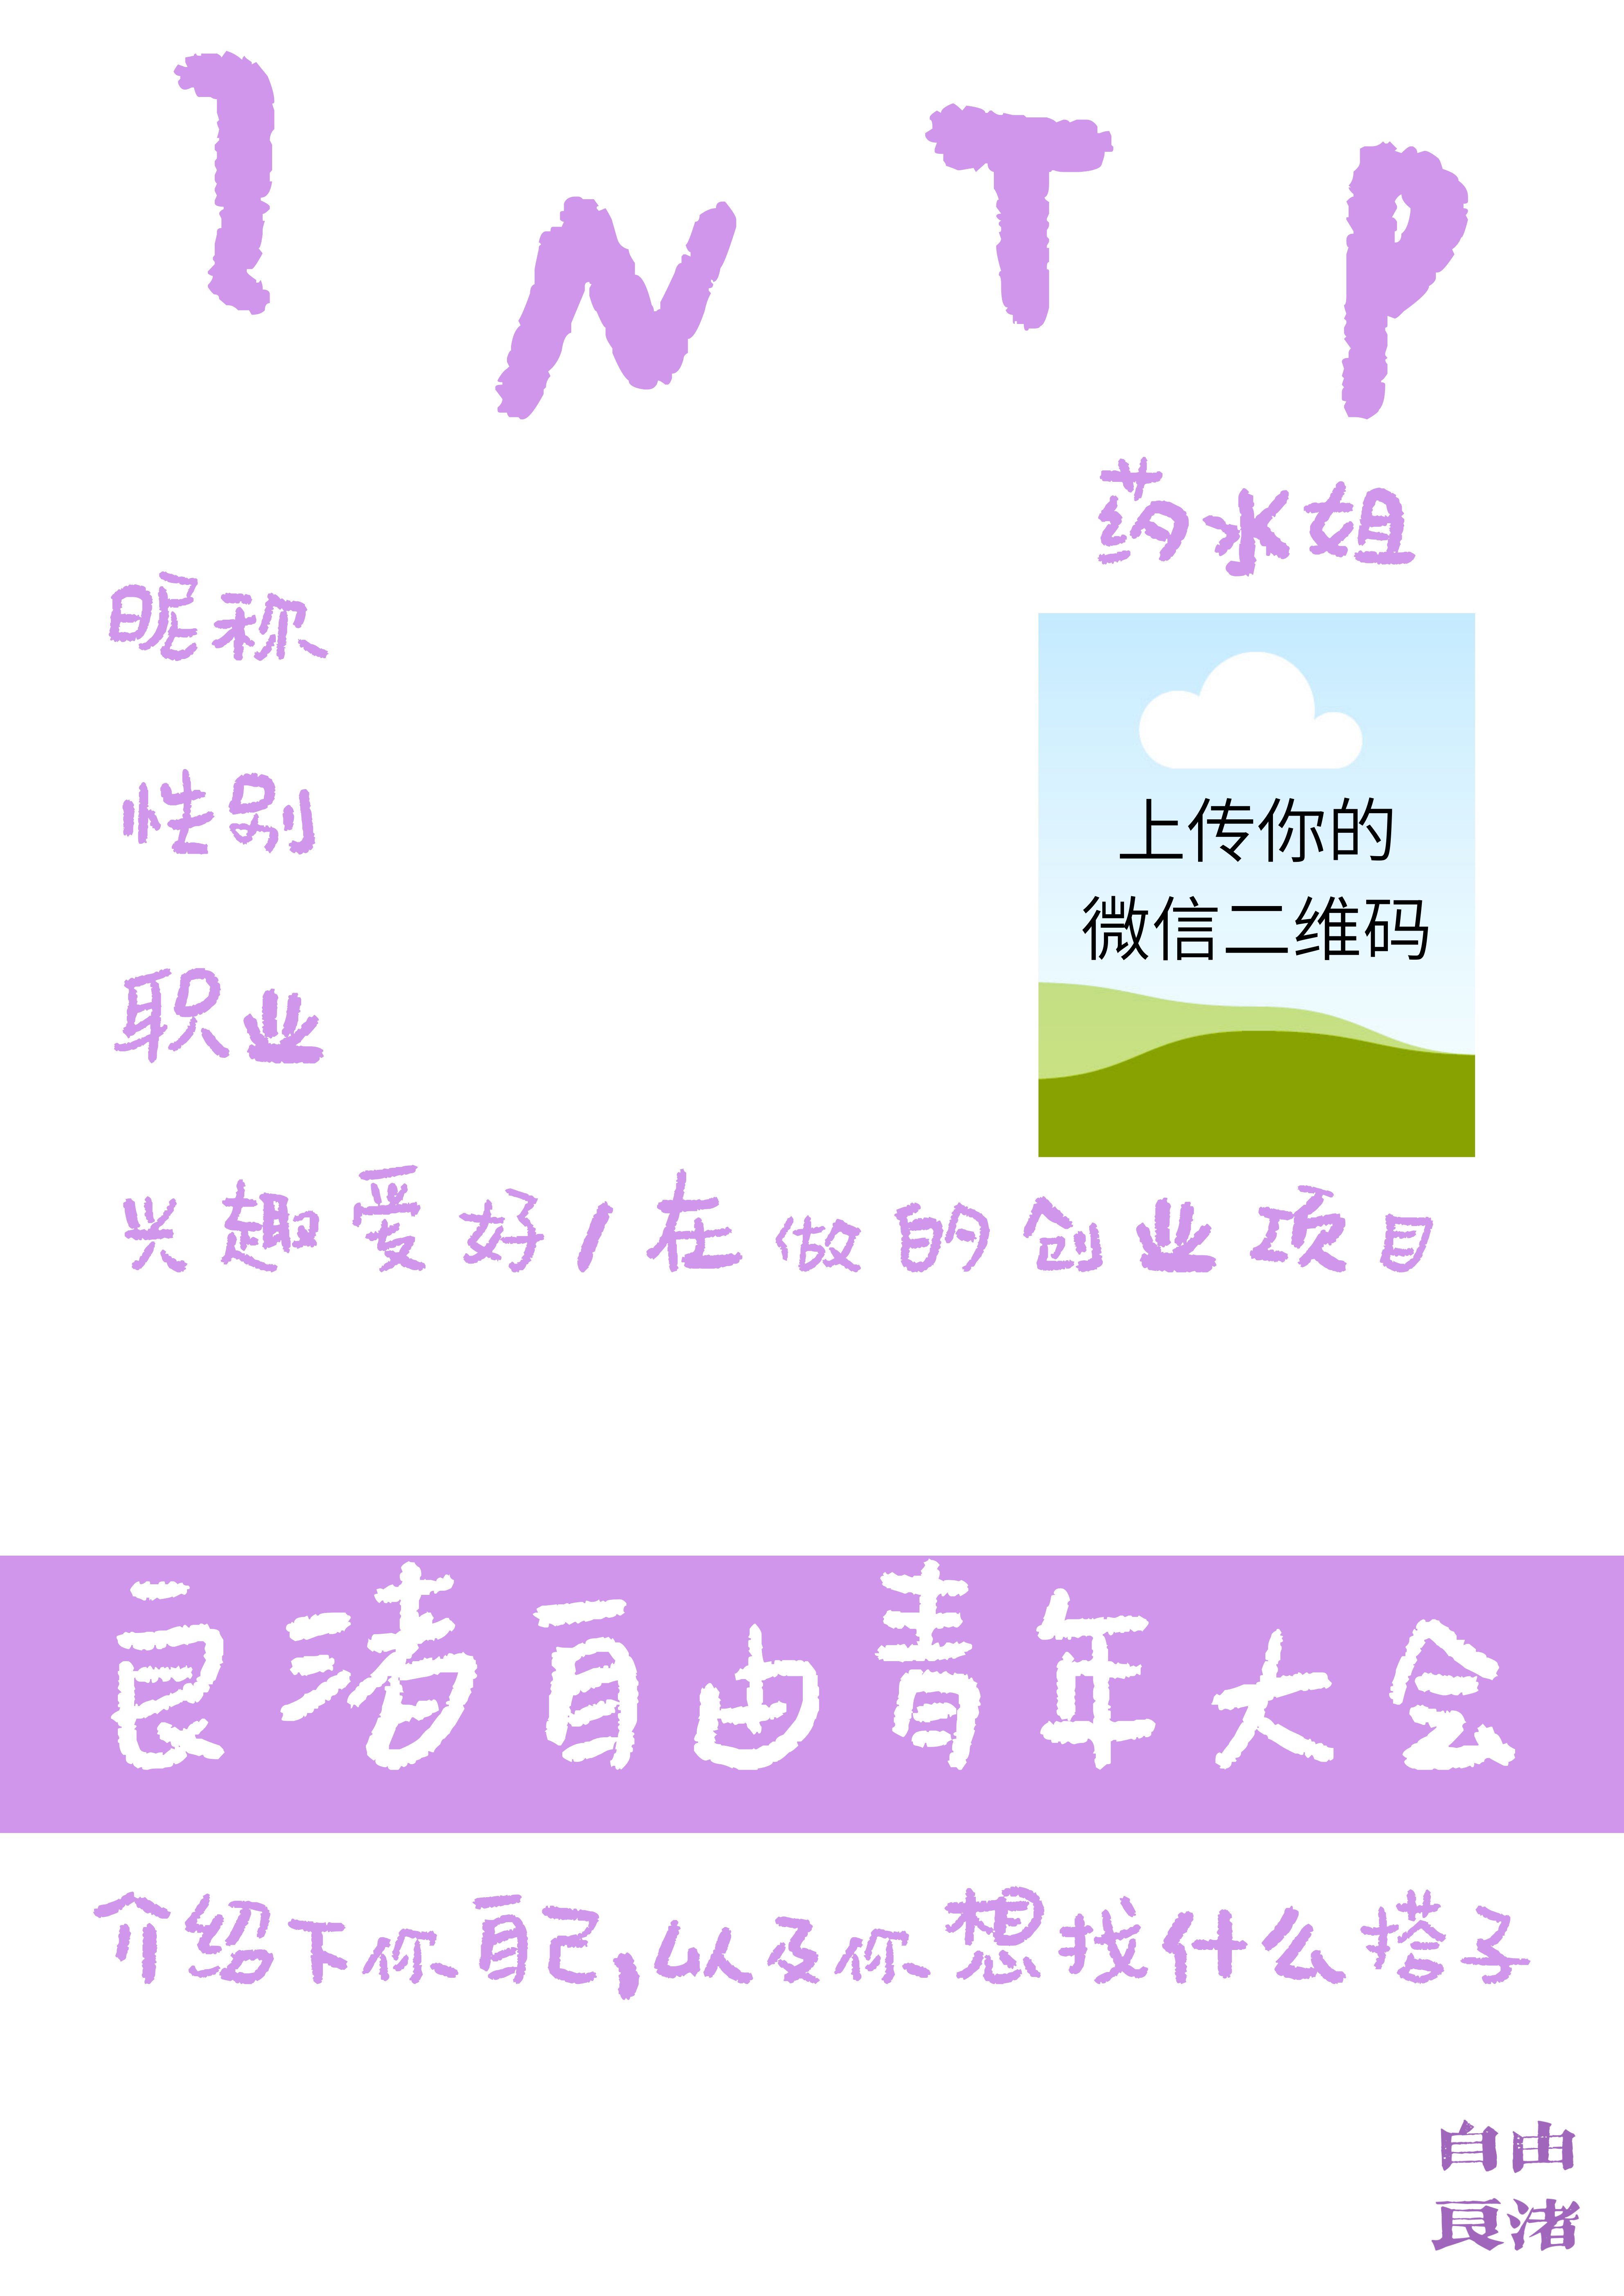 INTP
药水姐
昵称
性别
上传你的
微信二维码
职业
兴趣爱好/在做的创业项目
良渚自由青年大会
介绍下你自己,以及你想找什么搭子
自由
良渚